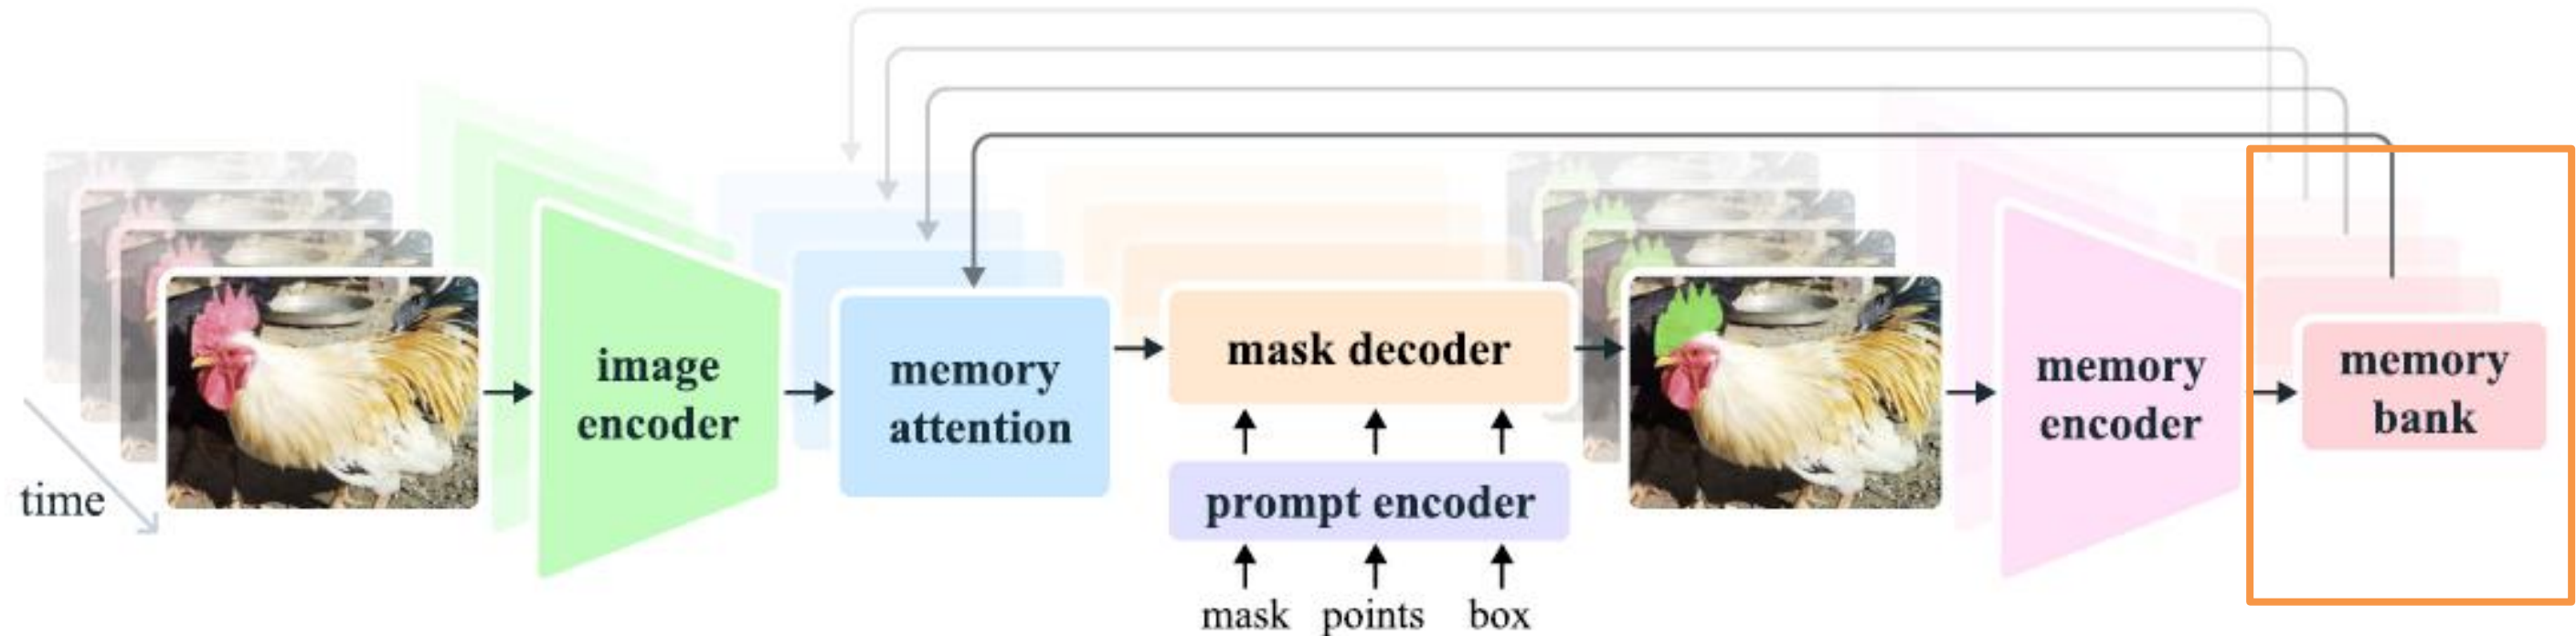 time
image
encoder
memory
attention
mask decoder
prompt encoder
mask points box
memory
encoder
memory
bank